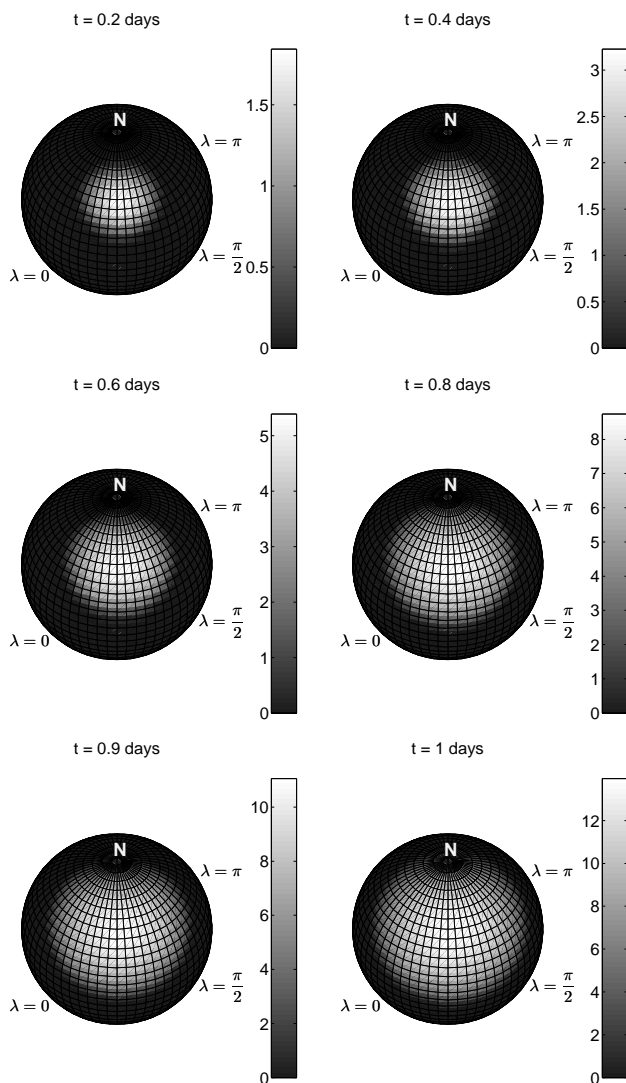 t = 0.2 days
N
λ = π
λ = π/2
λ = 0
1.5
1
0.5
0
t = 0.4 days
N
λ = π
λ = π/2
λ = 0
3
2.5
2
1.5
1
0.5
0
t = 0.6 days
N
λ = π
λ = π/2
λ = 0
5
4
3
2
1
0
t = 0.8 days
N
λ = π
λ = π/2
λ = 0
8
7
6
5
4
3
2
1
0
t = 0.9 days
N
λ = π
λ = π/2
λ = 0
10
8
6
4
2
0
t = 1 days
N
λ = π
λ = π/2
λ = 0
12
10
8
6
4
2
0